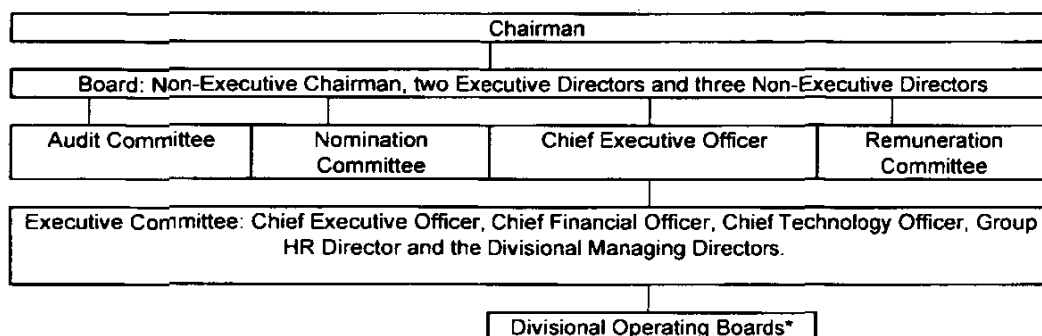 Chairman
Board: Non-Executive Chairman, two Executive Directors and three Non-Executive Directors
Audit Committee
Nomination
Committee
Chief Executive Officer
Remuneration
Committee
Executive Committee: Chief Executive Officer, Chief Financial Officer, Chief Technology Officer, Group
HR Director and the Divisional Managing Directors.
Divisional Operating Boards*